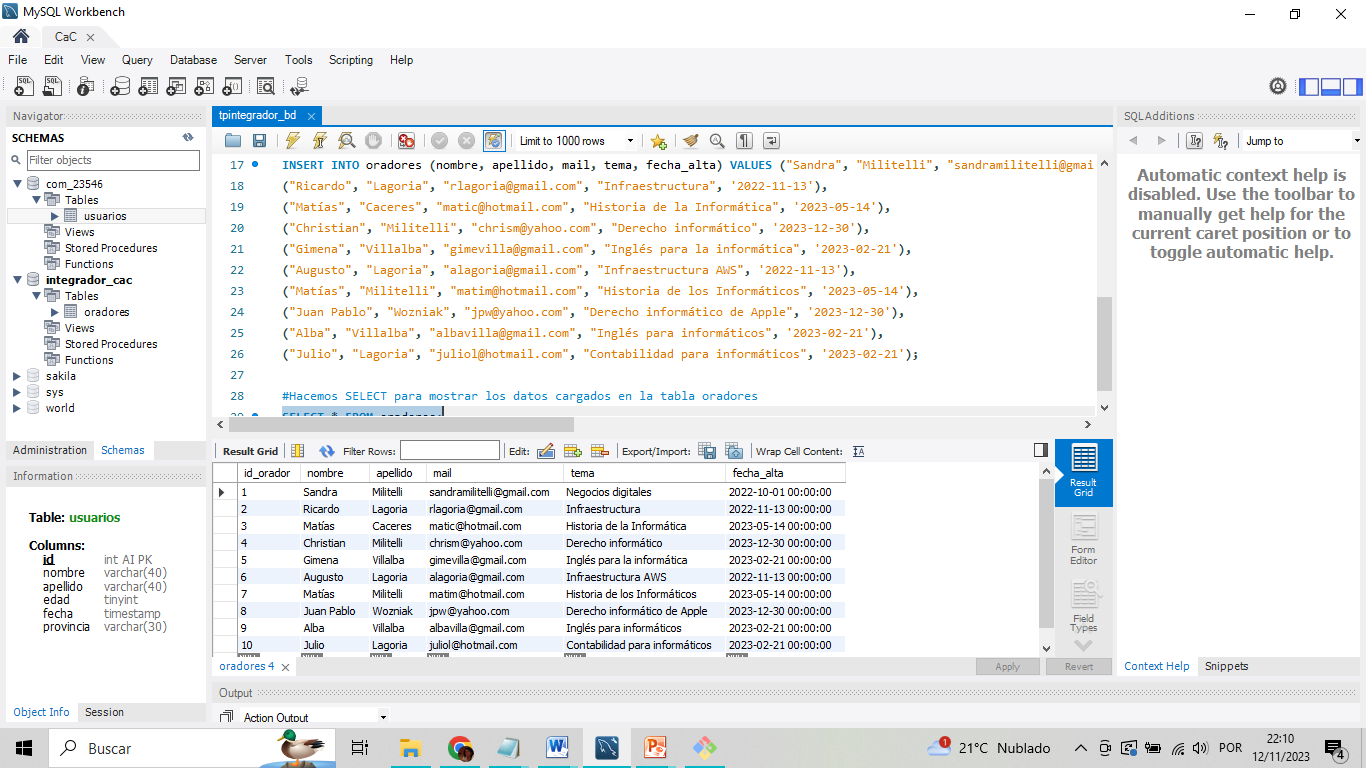 MySQL Workbench
CaC
File Edit View Query Database Server Tools Scripting Help
Navigator
SCHEMAS
Filter objects
com_23546
Tables
usuarios
Views
Stored Procedures
Functions
integrador_cac
Tables
oradores
Views
Stored Procedures
Functions
sakila
sys
world
Administration Schemas
Information
Table: usuarios
Columns:
id int AI PK
nombre varchar(40)
apellido varchar(40)
edad tinyint
fecha timestamp
provincia varchar(30)
Object Info Session
tpintegrador_bd
Limit to 1000 rows
17 INSERT INTO oradores (nombre, apellido, mail, tema, fecha_alta) VALUES ("Sandra", "Militelli", "sandramilitelli@gmai
18 ("Ricardo", "Lagoria", "rlagoria@gmail.com", "Infraestructura", '2022-11-13'),
19 ("Matías", "Caceres", "matic@hotmail.com", "Historia de la Informática", '2023-05-14'),
20 ("Christian", "Militelli", "chrism@yahoo.com", "Derecho informático", '2023-12-30'),
21 ("Gimena", "Villalba", "gimevilla@gmail.com", "Inglés para la informática", '2023-02-21'),
22 ("Augusto", "Lagoria", "alagoria@gmail.com", "Infraestructura AWS", '2022-11-13'),
23 ("Matías", "Militelli", "matim@hotmail.com", "Historia de los Informáticos", '2023-05-14'),
24 ("Juan Pablo", "Wozniak", "jpw@yahoo.com", "Derecho informático de Apple", '2023-12-30'),
25 ("Alba", "Villalba", "albavilla@gmail.com", "Inglés para informáticos", '2023-02-21'),
26 ("Julio", "Lagoria", "juliol@hotmail.com", "Contabilidad para informáticos", '2023-02-21');
27
28 #Hacemos SELECT para mostrar los datos cargados en la tabla oradores
29 SELECT * FROM oradores;
Result Grid Filter Rows: Edit: Export/Import: Wrap Cell Content:
id_orador nombre apellido mail tema fecha_alta
1 Sandra Militelli sandramilitelli@gmail.com Negocios digitales 2022-10-01 00:00:00
2 Ricardo Lagoria rlagoria@gmail.com Infraestructura 2022-11-13 00:00:00
3 Matías Caceres matic@hotmail.com Historia de la Informática 2023-05-14 00:00:00
4 Christian Militelli chrism@yahoo.com Derecho informático 2023-12-30 00:00:00
5 Gimena Villalba gimevilla@gmail.com Inglés para la informática 2023-02-21 00:00:00
6 Augusto Lagoria alagoria@gmail.com Infraestructura AWS 2022-11-13 00:00:00
7 Matías Militelli matim@hotmail.com Historia de los Informáticos 2023-05-14 00:00:00
8 Juan Pablo Wozniak jpw@yahoo.com Derecho informático de Apple 2023-12-30 00:00:00
9 Alba Villalba albavilla@gmail.com Inglés para informáticos 2023-02-21 00:00:00
10 Julio Lagoria juliol@hotmail.com Contabilidad para informáticos 2023-02-21 00:00:00
Result
Grid
Form
Editor
Field
Types
oradores 4
Apply Revert
Output
Action Output
SQLAdditions
Jump to
Automatic context help is
disabled. Use the toolbar to
manually get help for the
current caret position or to
toggle automatic help.
Context Help Snippets
Buscar
1
21°C Nublado
POR
22:10
12/11/2023
4